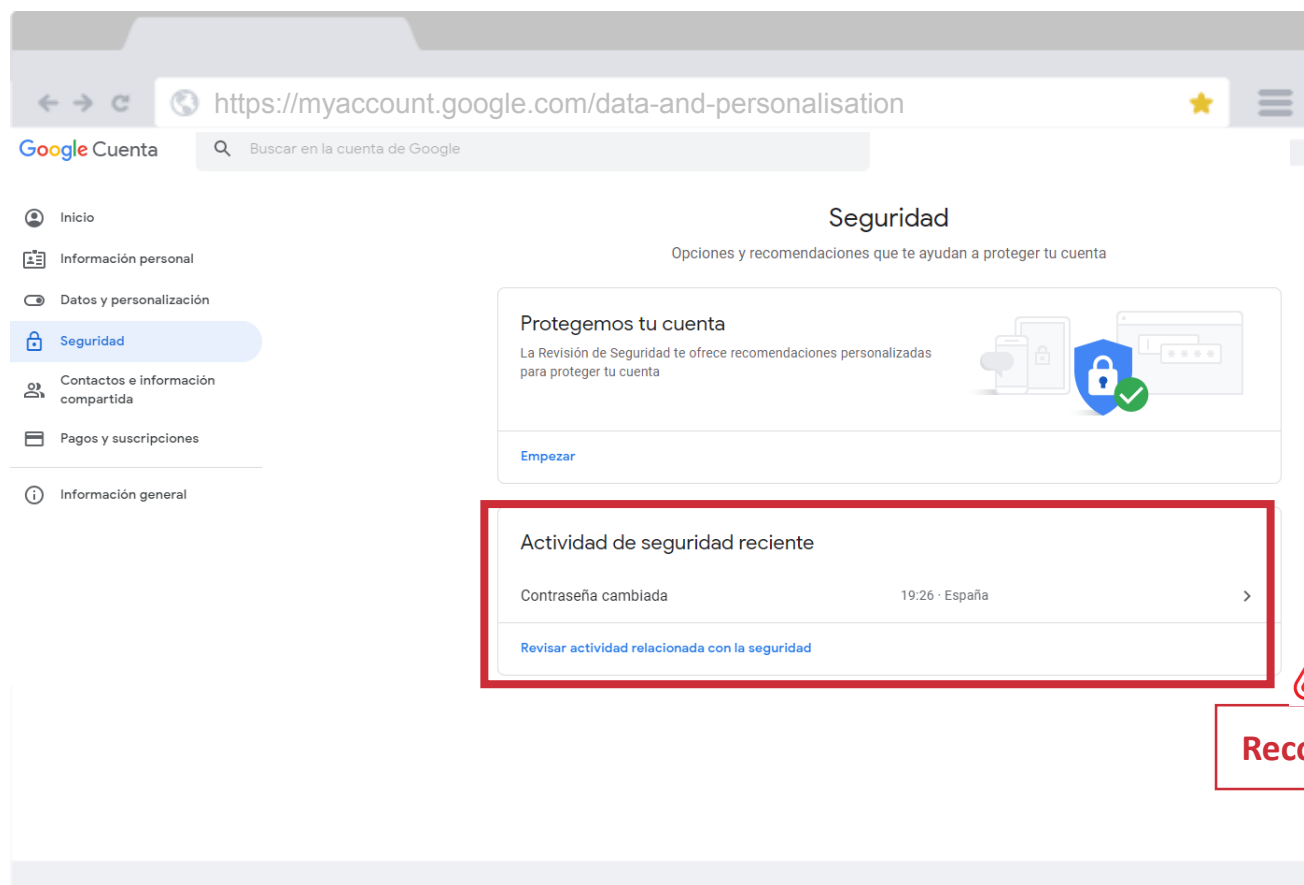 https://myaccount.google.com/data-and-personalisation
Google Cuenta
Buscar en la cuenta de Google
Inicio
Información personal
Datos y personalización
Seguridad
Contactos e información
compartida
Pagos y suscripciones
Información general
Seguridad
Opciones y recomendaciones que te ayudan a proteger tu cuenta
Protegemos tu cuenta
La Revisión de Seguridad te ofrece recomendaciones personalizadas
para proteger tu cuenta
Empezar
Actividad de seguridad reciente
Contraseña cambiada
19:26 · España
Revisar actividad relacionada con la seguridad